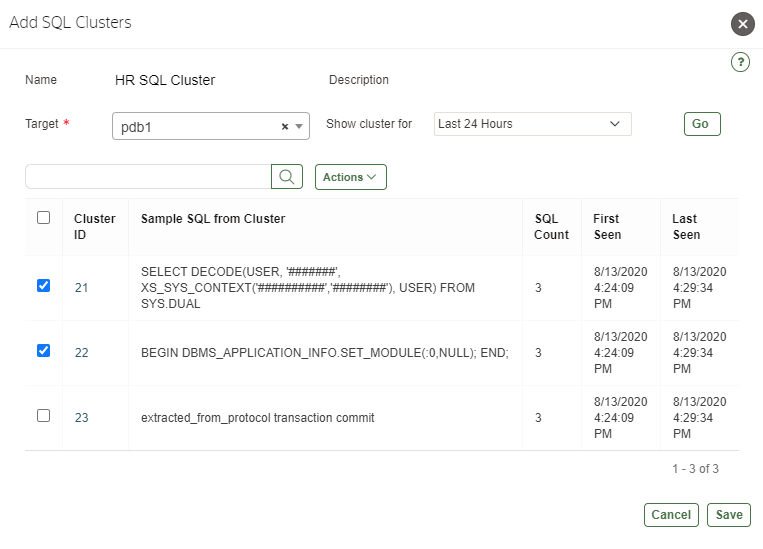 Add SQL Clusters
?
Name HR SQL Cluster Description
Target * pdb1 × Show cluster for Last 24 Hours Go
Actions
Cluster ID Sample SQL from Cluster SQL Count First Seen Last Seen
21 SELECT DECODE(USER, '#######',
XS_SYS_CONTEXT('##########','########'), USER) FROM
SYS.DUAL 3 8/13/2020 4:24:09 PM 8/13/2020 4:29:34 PM
22 BEGIN DBMS_APPLICATION_INFO.SET_MODULE(:0,NULL); END; 3 8/13/2020 4:24:09 PM 8/13/2020 4:29:34 PM
23 extracted_from_protocol transaction commit 3 8/13/2020 4:24:09 PM 8/13/2020 4:29:34 PM
1 - 3 of 3
Cancel Save